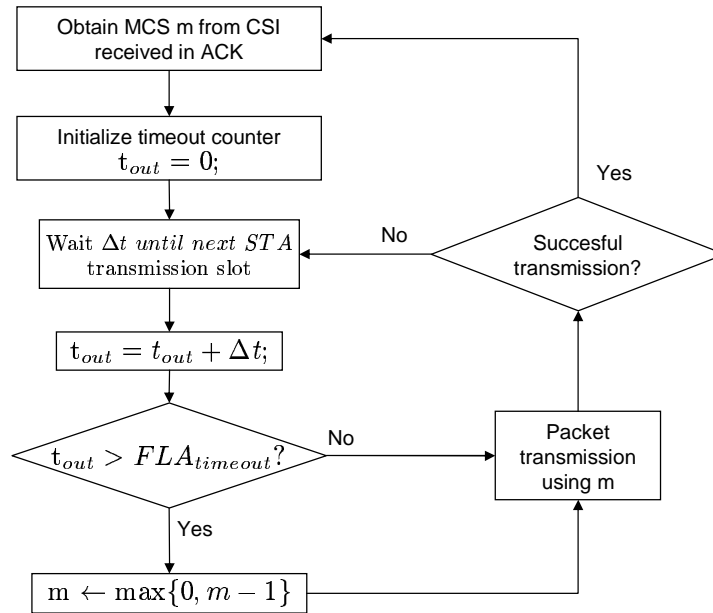 Obtain MCS m from CSI
received in ACK
Initialize timeout counter
t_out = 0;
Wait Δt until next STA
transmission slot
t_out = t_out + Δt;
t_out > FLA_timeout?
No
Yes
m ← max{0, m − 1}
Packet
transmission
using m
Succesful
transmission?
No
Yes